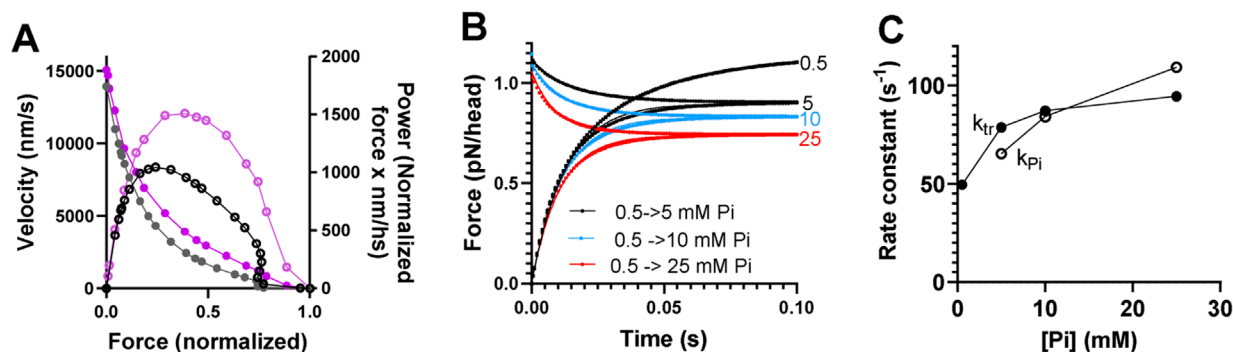 A
Velocity (nm/s)
15000
10000
5000
0
0.0
0.5
1.0
Force (normalized)
2000
1500
1000
500
0
Power (Normalized
force x nm/hs)
B
Force (pN/head)
1.0
0.5
0.0
0.00
0.05
0.10
Time (s)
0.5
5
10
25
0.5->5 mM Pi
0.5 ->10 mM Pi
0.5 -> 25 mM Pi
C
Rate constant (s⁻¹)
100
50
0
0
10
20
30
[Pi] (mM)
k_tr
k_Pi